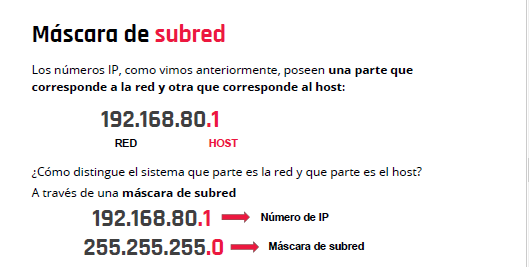 Máscara de subred
Los números IP, como vimos anteriormente, poseen una parte que
corresponde a la red y otra que corresponde al host:
192.168.80.1
RED HOST
¿Cómo distingue el sistema que parte es la red y que parte es el host?
A través de una máscara de subred
192.168.80.1 Número de IP
255.255.255.0 Máscara de subred